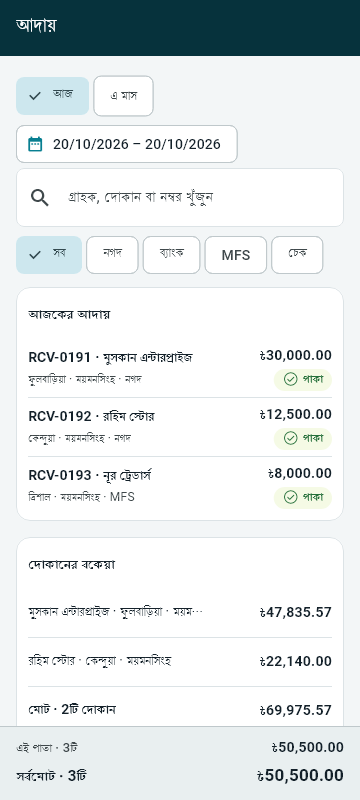 আদায়
আজ
এ মাস
20/10/2026 – 20/10/2026
গ্রাহক, দোকান বা নম্বর খুঁজুন
সব
নগদ
ব্যাংক
MFS
চেক
আজকের আদায়
RCV-0191 · মুসকান এন্টারপ্রাইজ ৳30,000.00
ফুলবাড়িয়া · ময়মনসিংহ · নগদ পাকা
RCV-0192 · রহিম স্টোর ৳12,500.00
কেন্দুয়া · ময়মনসিংহ · নগদ পাকা
RCV-0193 · নূর ট্রেডার্স ৳8,000.00
ত্রিশাল · ময়মনসিংহ · MFS পাকা
দোকানের বকেয়া
মুসকান এন্টারপ্রাইজ · ফুলবাড়িয়া · ময়ম… ৳47,835.57
রহিম স্টোর · কেন্দুয়া · ময়মনসিংহ ৳22,140.00
মোট · 2টি দোকান ৳69,975.57
এই পাতা · 3টি ৳50,500.00
সর্বমোট · 3টি ৳50,500.00